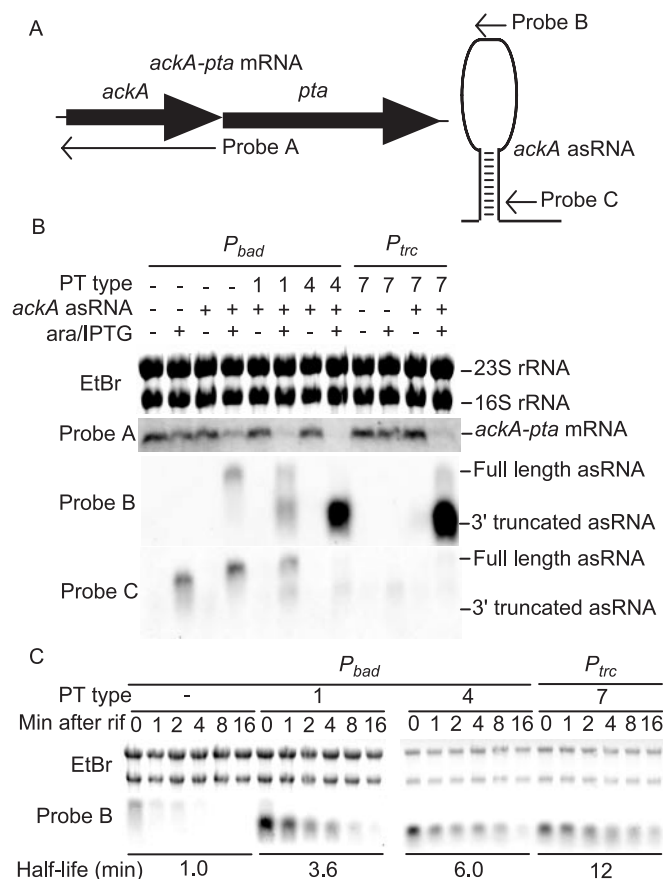 A
ackA-pta mRNA
ackA
pta
Probe A
Probe B
ackA asRNA
Probe C
B
Pbad Ptrc
PT type - - - - 1 1 4 4 7 7 7 7
ackA asRNA - - + + + + + + - - + +
ara/IPTG - + - + - + - + - + - +
EtBr
23S rRNA
16S rRNA
Probe A
ackA-pta mRNA
Probe B
Full length asRNA
3' truncated asRNA
Probe C
Full length asRNA
3' truncated asRNA
C
Pbad Ptrc
PT type - 1 4 7
Min after rif 0 1 2 4 8 16 0 1 2 4 8 16 0 1 2 4 8 16 0 1 2 4 8 16
EtBr
Probe B
Half-life (min) 1.0 3.6 6.0 12